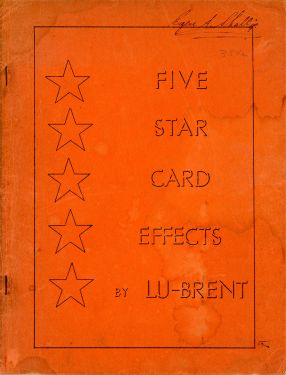 FIVE
STAR
CARD
EFFECTS
BY LU-BRENT